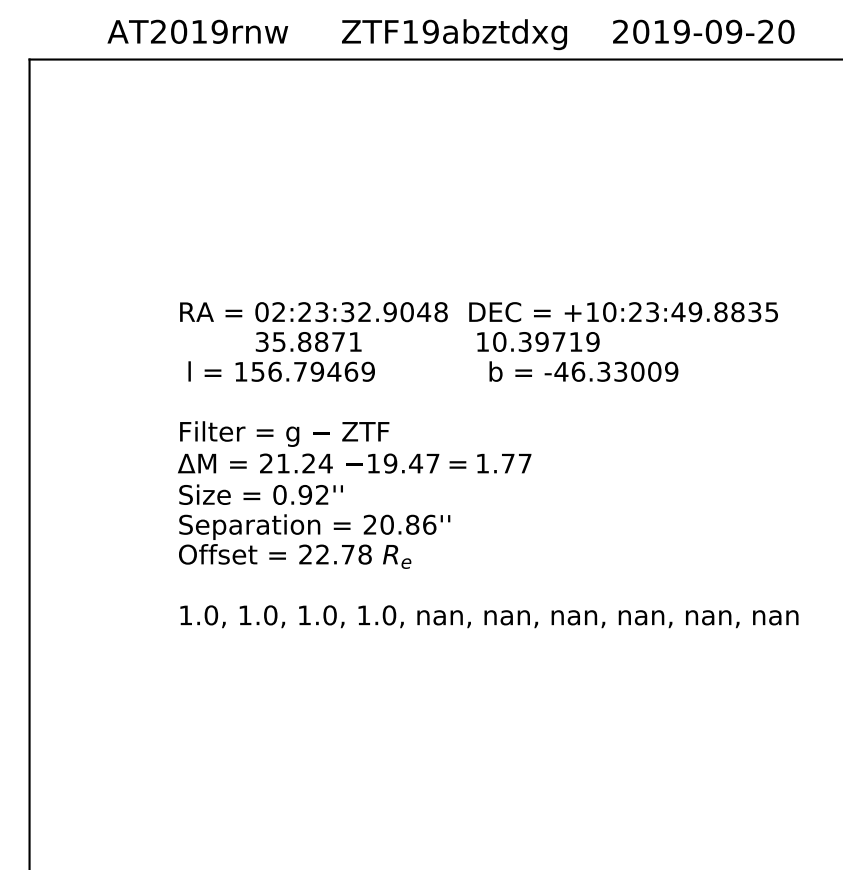 AT2019rnw ZTF19abztdxg 2019-09-20
RA = 02:23:32.9048 DEC = +10:23:49.8835
35.8871 10.39719
l = 156.79469 b = -46.33009
Filter = g − ZTF
ΔM = 21.24 −19.47 = 1.77
Size = 0.92''
Separation = 20.86''
Offset = 22.78 Rₑ
1.0, 1.0, 1.0, 1.0, nan, nan, nan, nan, nan, nan